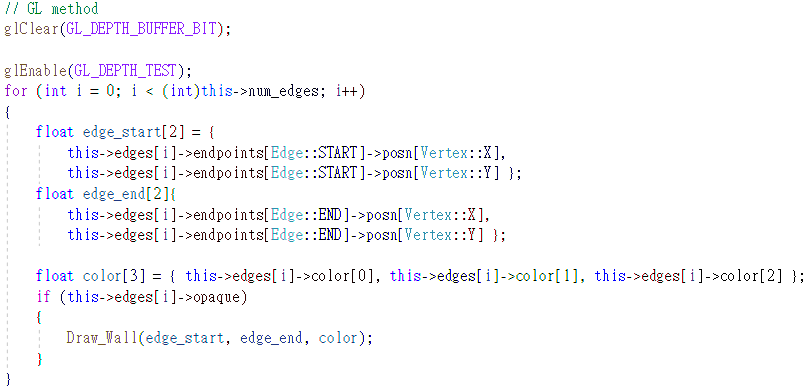 // GL method
glClear(GL_DEPTH_BUFFER_BIT);
glEnable(GL_DEPTH_TEST);
for (int i = 0; i < (int)this->num_edges; i++)
{
float edge_start[2] = {
this->edges[i]->endpoints[Edge::START]->posn[Vertex::X],
this->edges[i]->endpoints[Edge::START]->posn[Vertex::Y] };
float edge_end[2]{
this->edges[i]->endpoints[Edge::END]->posn[Vertex::X],
this->edges[i]->endpoints[Edge::END]->posn[Vertex::Y] };
float color[3] = { this->edges[i]->color[0], this->edges[i]->color[1], this->edges[i]->color[2] };
if (this->edges[i]->opaque)
{
Draw_Wall(edge_start, edge_end, color);
}
}